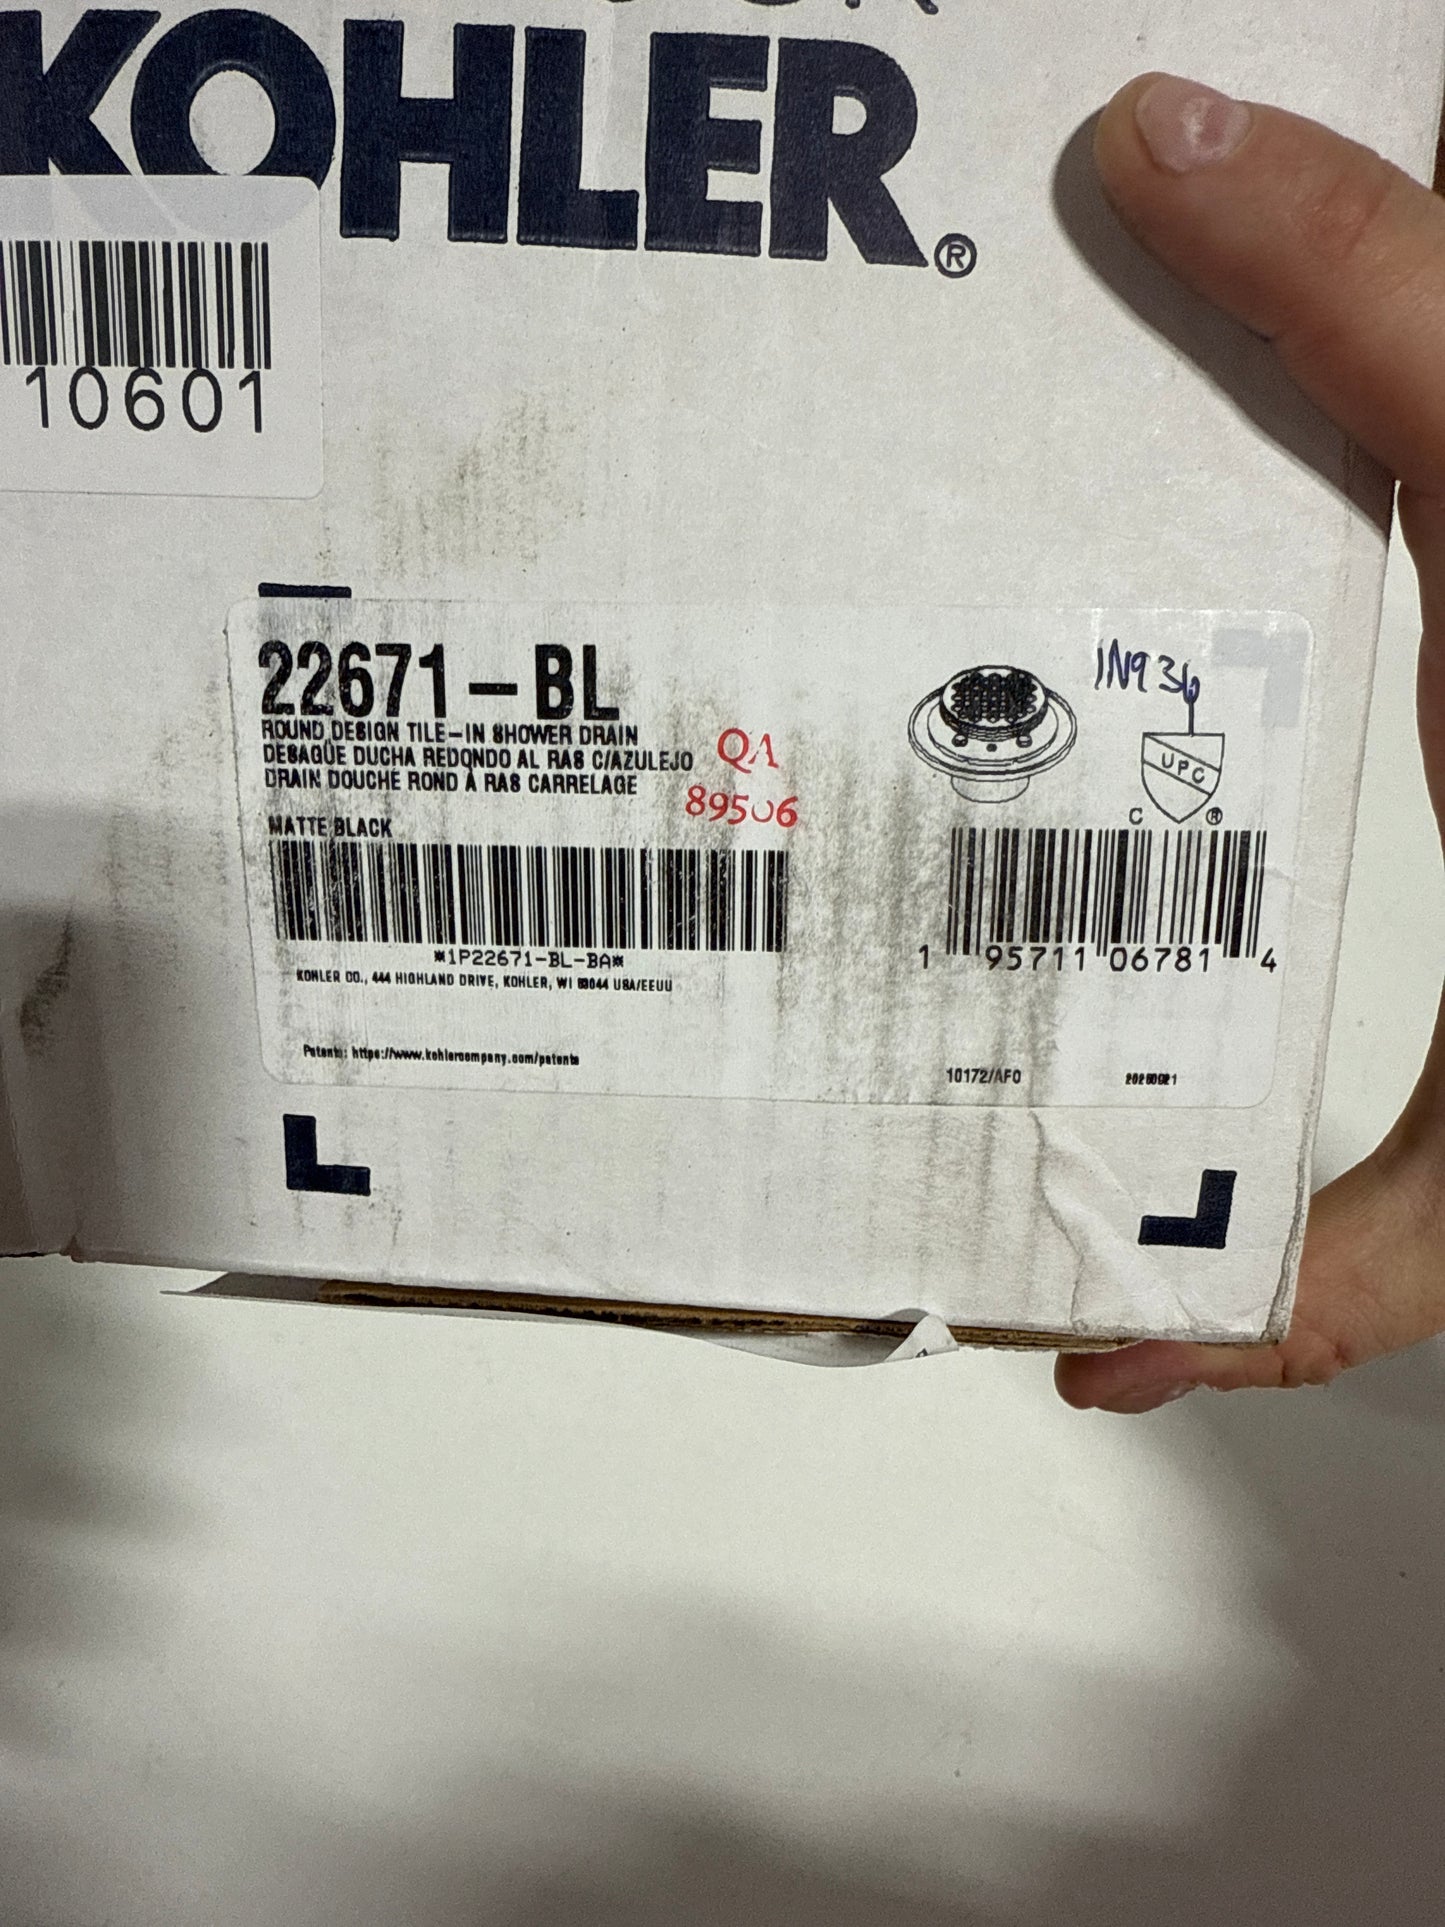 KOHLER®
10601
22671-BL
ROUND DESIGN TILE-IN SHOWER DRAIN
DESAGÜE DUCHA REDONDO AL RAS C/AZULEJO
DRAIN DOUCHE ROND À RAS CARRELAGE
MATTE BLACK
QA
89506
1N936
UPC
C ®
*1P22671-BL-BA*
1 95711 06781 4
KOHLER CO., 444 HIGHLAND DRIVE, KOHLER, WI 53044 USA/EEUU
Patents: https://www.kohlercompany.com/patents
10172/AF0